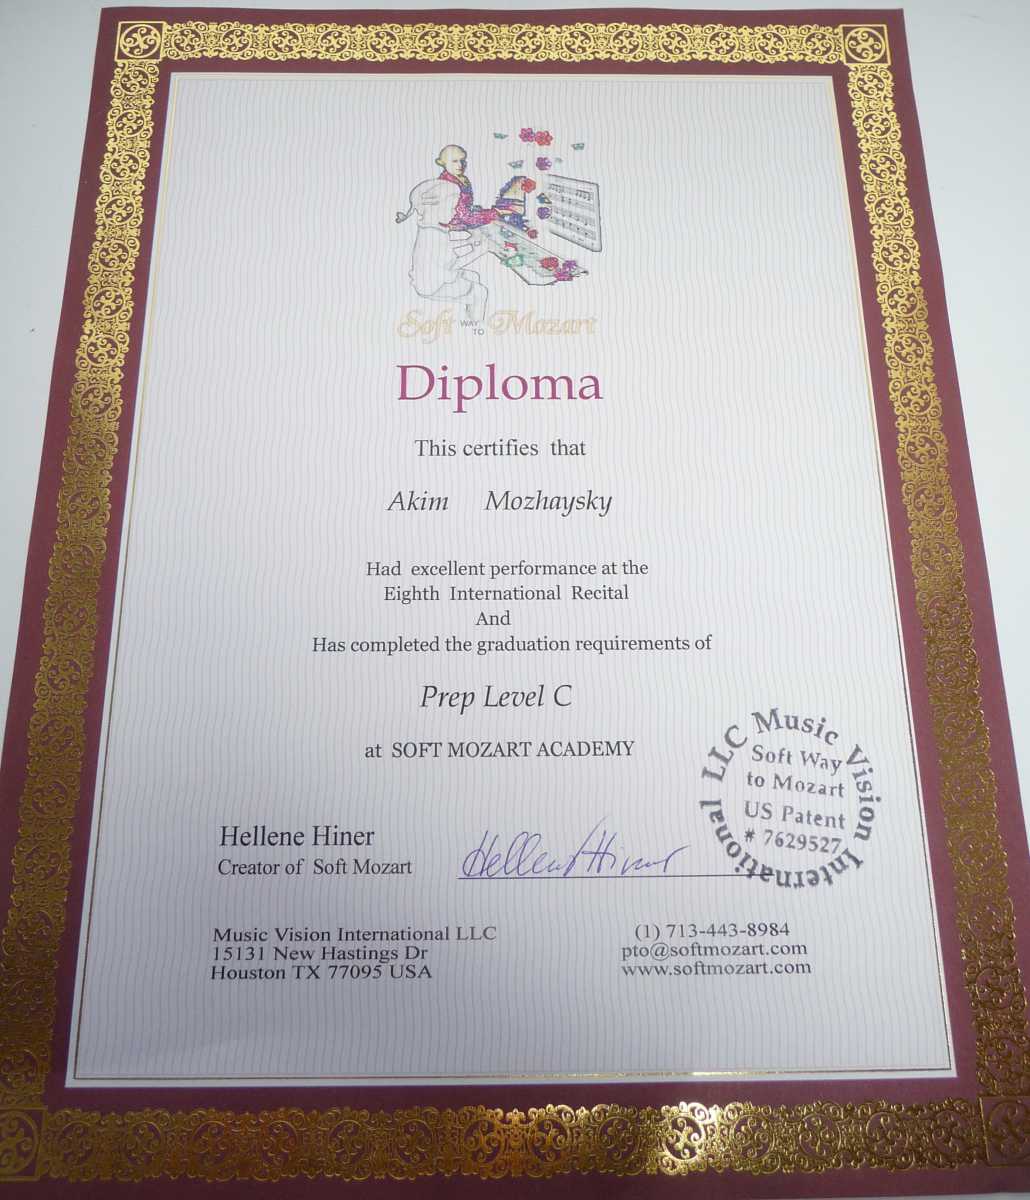 Soft WAY TO Mozart
Diploma
This certifies that
Akim Mozhaysky
Had excellent performance at the
Eighth International Recital
And
Has completed the graduation requirements of
Prep Level C
at SOFT MOZART ACADEMY
LLC Music Vision International
Soft Way
to Mozart
US Patent
# 7629527
Hellene Hiner
Creator of Soft Mozart
Hellene Hiner
Music Vision International LLC
15131 New Hastings Dr
Houston TX 77095 USA
(1) 713-443-8984
pto@softmozart.com
www.softmozart.com